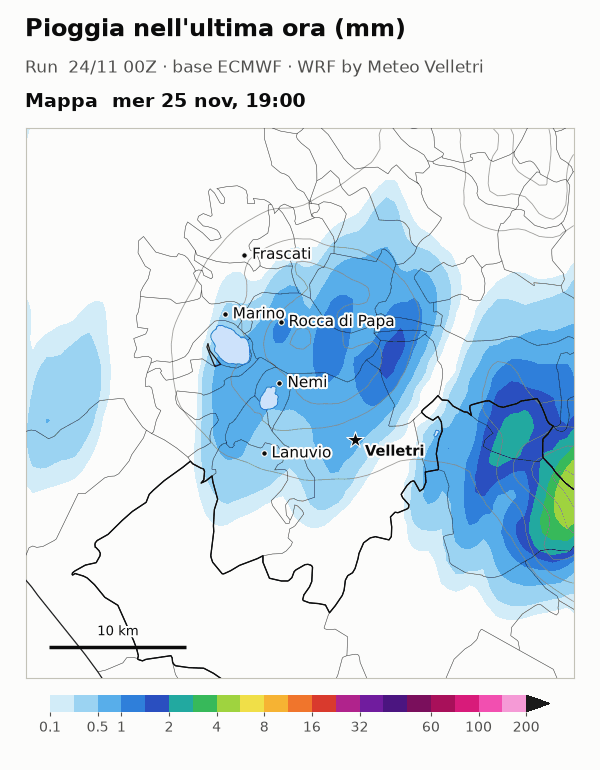 Pioggia nell'ultima ora (mm)
Run 24/11 00Z · base ECMWF · WRF by Meteo Velletri
Mappa mer 25 nov, 19:00
Frascati
Marino
Rocca di Papa
Nemi
Velletri
Lanuvio
10 km
0.1 0.5 1 2 4 8 16 32 60 100 200